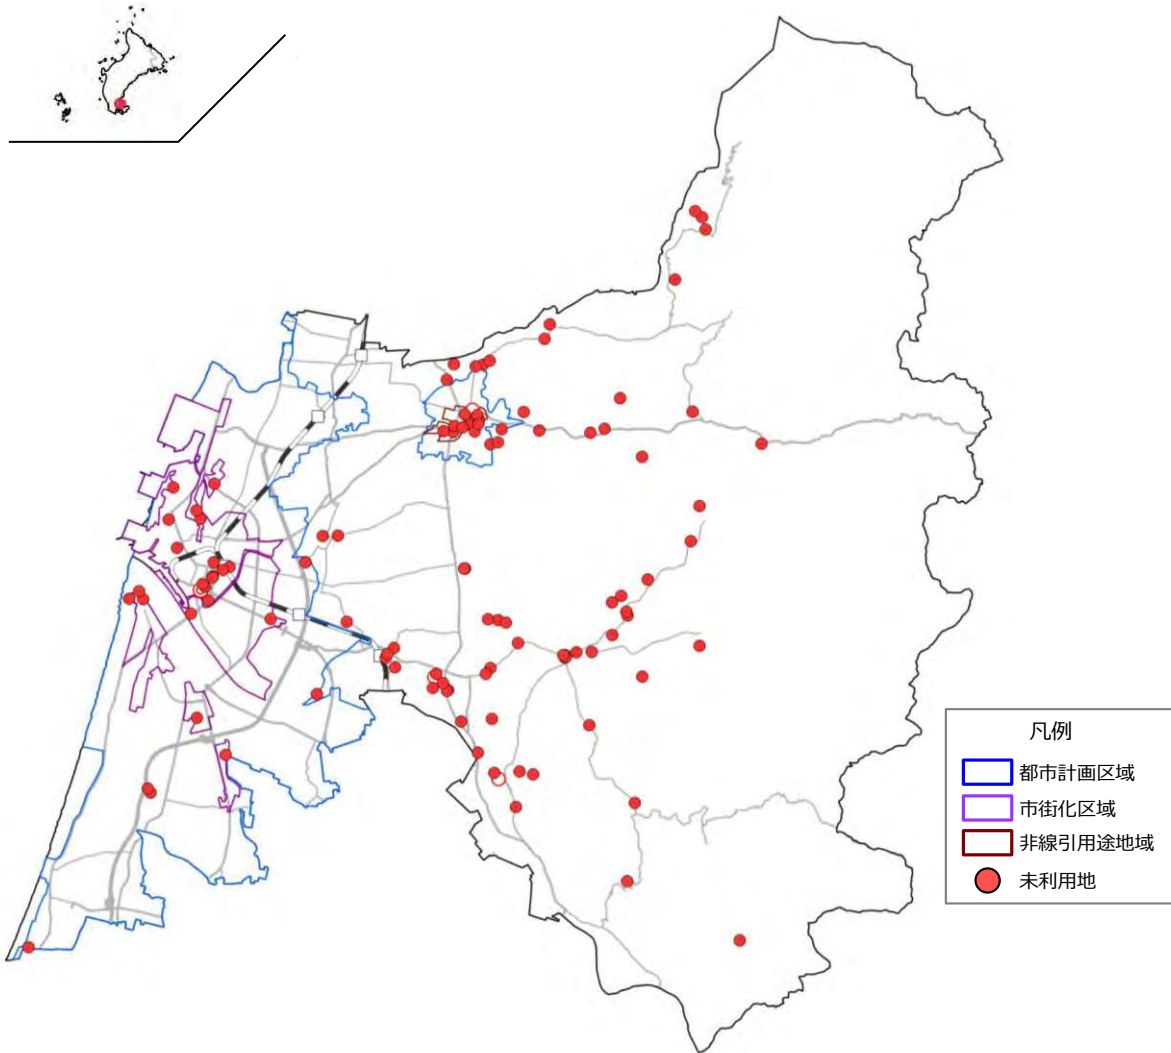 凡例
都市計画区域
市街化区域
非線引用途地域
未利用地